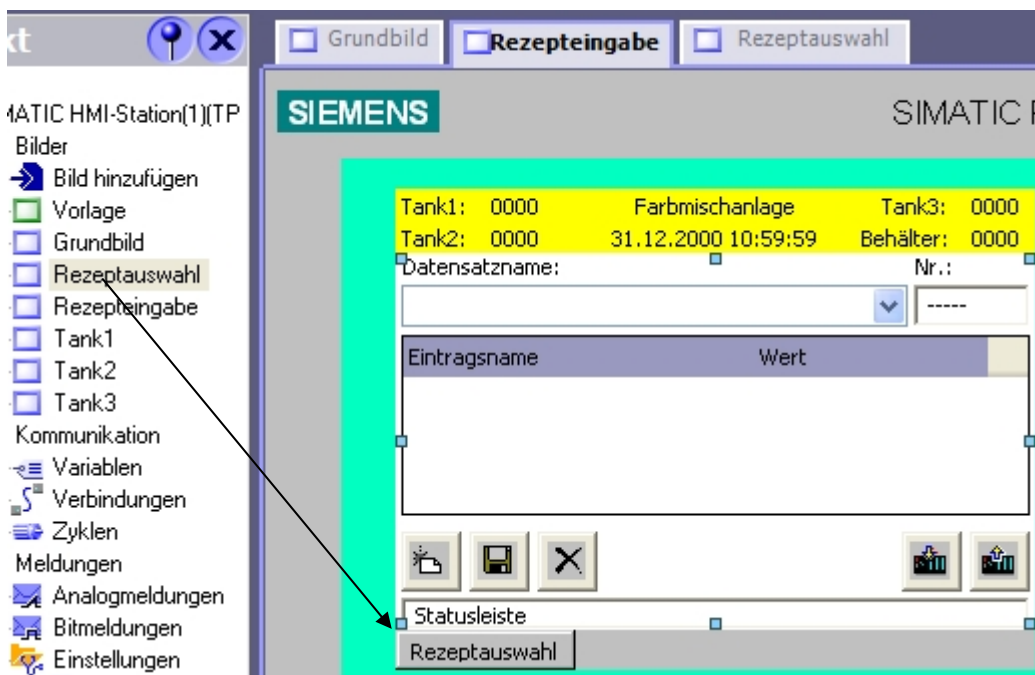 kt
MATIC HMI-Station(1)(TP
Bilder
Bild hinzufügen
Vorlage
Grundbild
Rezeptauswahl
Rezepteingabe
Tank1
Tank2
Tank3
Kommunikation
Variablen
Verbindungen
Zyklen
Meldungen
Analogmeldungen
Bitmeldungen
Einstellungen
Grundbild Rezepteingabe Rezeptauswahl
SIEMENS SIMATIC
Tank1: 0000 Farbmischanlage Tank3: 0000
Tank2: 0000 31.12.2000 10:59:59 Behälter: 0000
Datensatzname: Nr.:
-----
Eintragsname Wert
Statusleiste
Rezeptauswahl